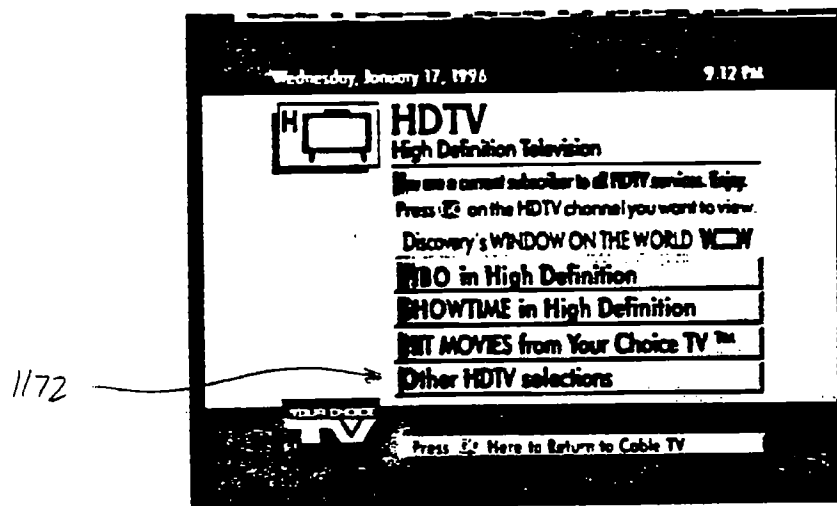 Wednesday, January 17, 1996 9:12 PM
H
HDTV
High Definition Television
You are a current subscriber to all HDTV services. Enjoy.
Press on the HDTV channel you want to view.
Discovery's WINDOW ON THE WORLD
HBO in High Definition
SHOWTIME in High Definition
HIT MOVIES from Your Choice TV ™
Other HDTV selections
1172
YOUR CHOICE
TV
Press Here to Return to Cable TV